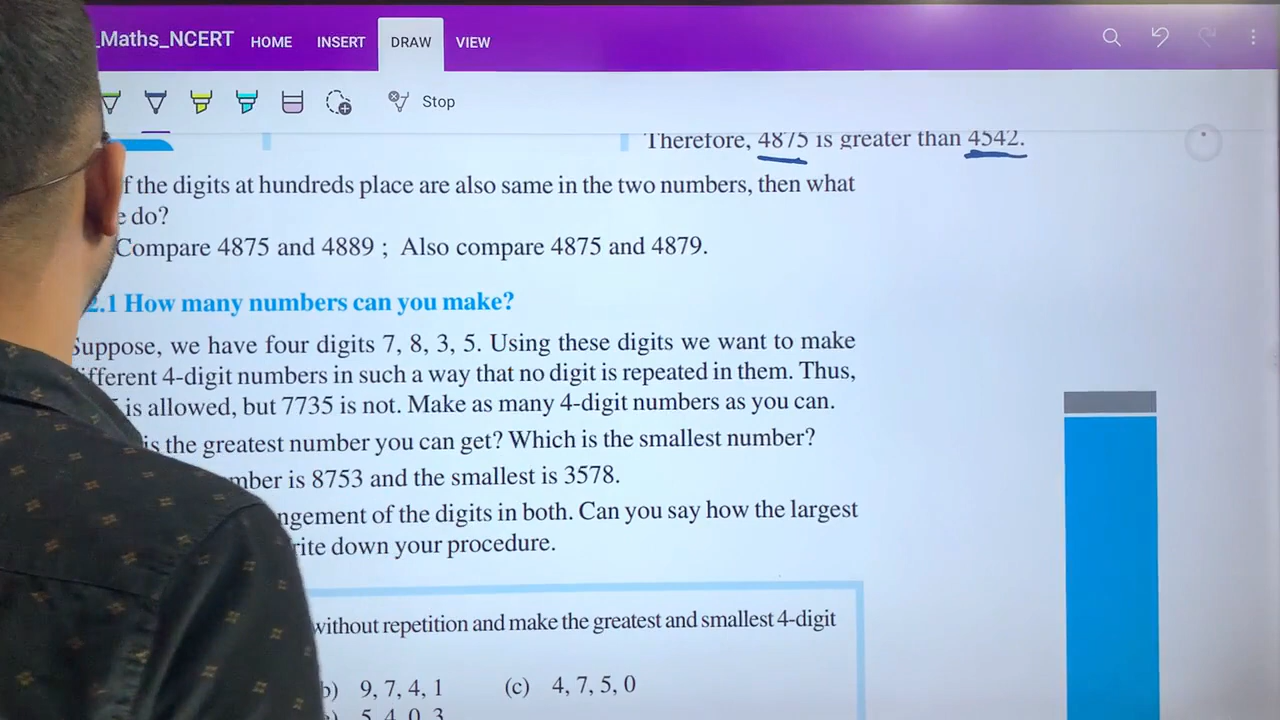 _Maths_NCERT HOME INSERT DRAW VIEW
Stop
Therefore, 4875 is greater than 4542.
f the digits at hundreds place are also same in the two numbers, then what
e do?
Compare 4875 and 4889 ; Also compare 4875 and 4879.
2.1 How many numbers can you make?
Suppose, we have four digits 7, 8, 3, 5. Using these digits we want to make
fferent 4-digit numbers in such a way that no digit is repeated in them. Thus,
is allowed, but 7735 is not. Make as many 4-digit numbers as you can.
is the greatest number you can get? Which is the smallest number?
mber is 8753 and the smallest is 3578.
ngement of the digits in both. Can you say how the largest
rite down your procedure.
without repetition and make the greatest and smallest 4-digit
b) 9, 7, 4, 1 (c) 4, 7, 5, 0
5, 4, 0, 3